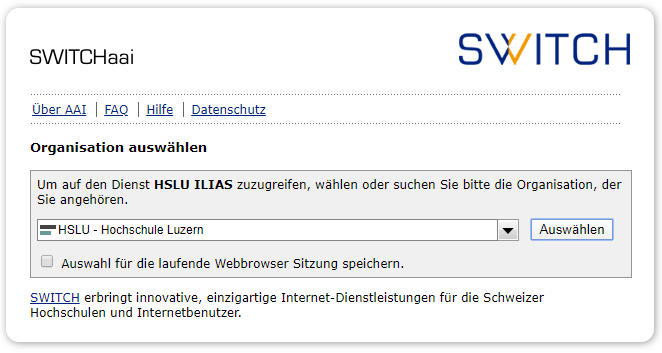 SWITCHaai
SWITCH
Über AAI FAQ Hilfe Datenschutz
Organisation auswählen
Um auf den Dienst HSLU ILIAS zuzugreifen, wählen oder suchen Sie bitte die Organisation, der
Sie angehören.
HSLU - Hochschule Luzern Auswählen
Auswahl für die laufende Webbrowser Sitzung speichern.
SWITCH erbringt innovative, einzigartige Internet-Dienstleistungen für die Schweizer
Hochschulen und Internetbenutzer.